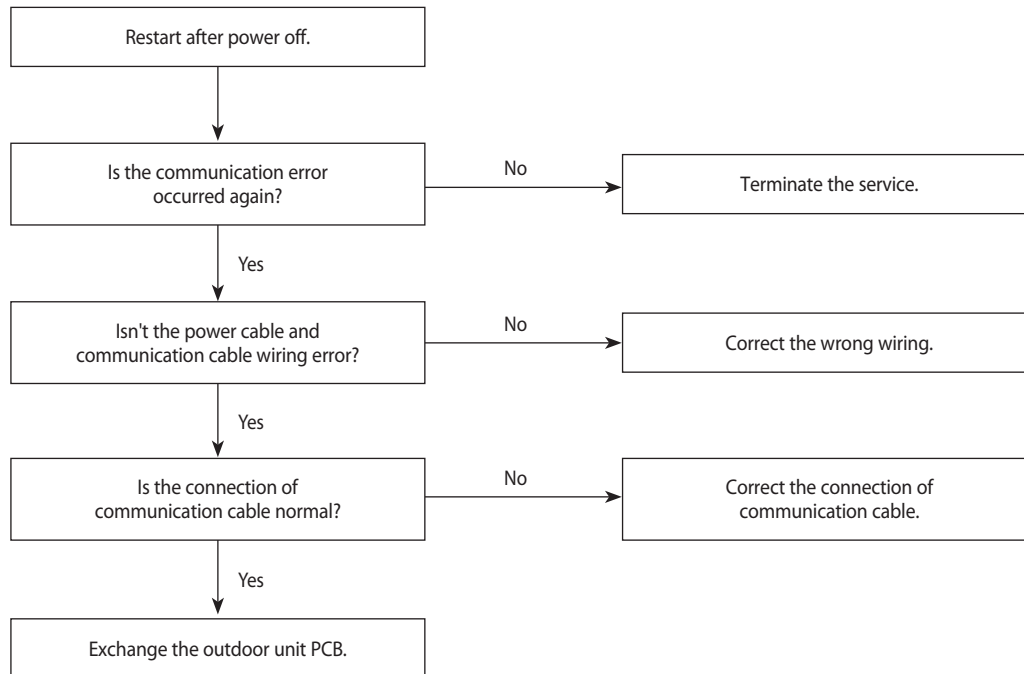 Restart after power off.
Is the communication error
occurred again?
No
Terminate the service.
Yes
Isn't the power cable and
communication cable wiring error?
No
Correct the wrong wiring.
Yes
Is the connection of
communication cable normal?
No
Correct the connection of
communication cable.
Yes
Exchange the outdoor unit PCB.